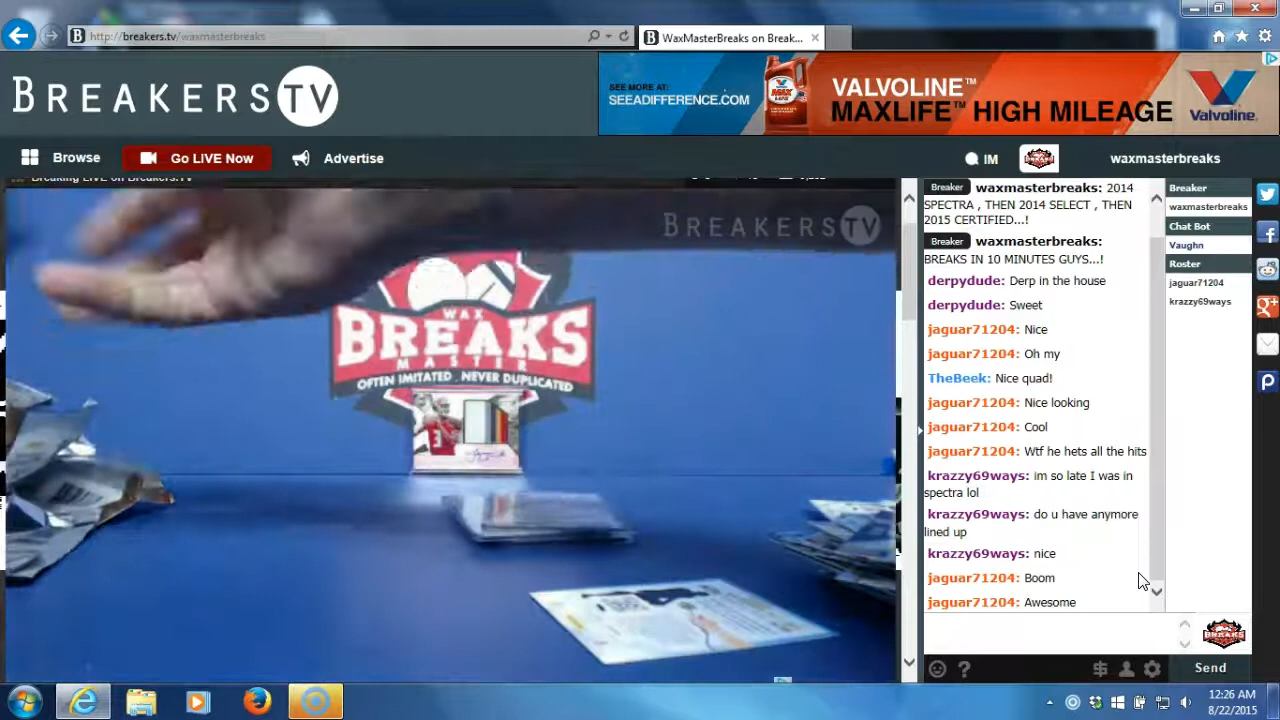 http://breakers.tv/waxmasterbreaks
WaxMasterBreaks on Break...
BREAKERS TV
SEE MORE AT:
SEEADIFFERENCE.COM
VALVOLINE™
MAXLIFE™ HIGH MILEAGE
Valvoline.
Browse
Go LIVE Now
Advertise
IM
waxmasterbreaks
Breaking LIVE on Breakers.TV
BREAKERS TV
WAX
BREAKS
MASTER
OFTEN IMITATED NEVER DUPLICATED
Breaker waxmasterbreaks: 2014
SPECTRA , THEN 2014 SELECT , THEN
2015 CERTIFIED...!
Breaker waxmasterbreaks:
BREAKS IN 10 MINUTES GUYS...!
derpydude: Derp in the house
derpydude: Sweet
jaguar71204: Nice
jaguar71204: Oh my
TheBeek: Nice quad!
jaguar71204: Nice looking
jaguar71204: Cool
jaguar71204: Wtf he hets all the hits
krazzy69ways: im so late I was in
spectra lol
krazzy69ways: do u have anymore
lined up
krazzy69ways: nice
jaguar71204: Boom
jaguar71204: Awesome
Breaker
waxmasterbreaks
Chat Bot
Vaughn
Roster
jaguar71204
krazzy69ways
BREAKS
Send
12:26 AM
8/22/2015